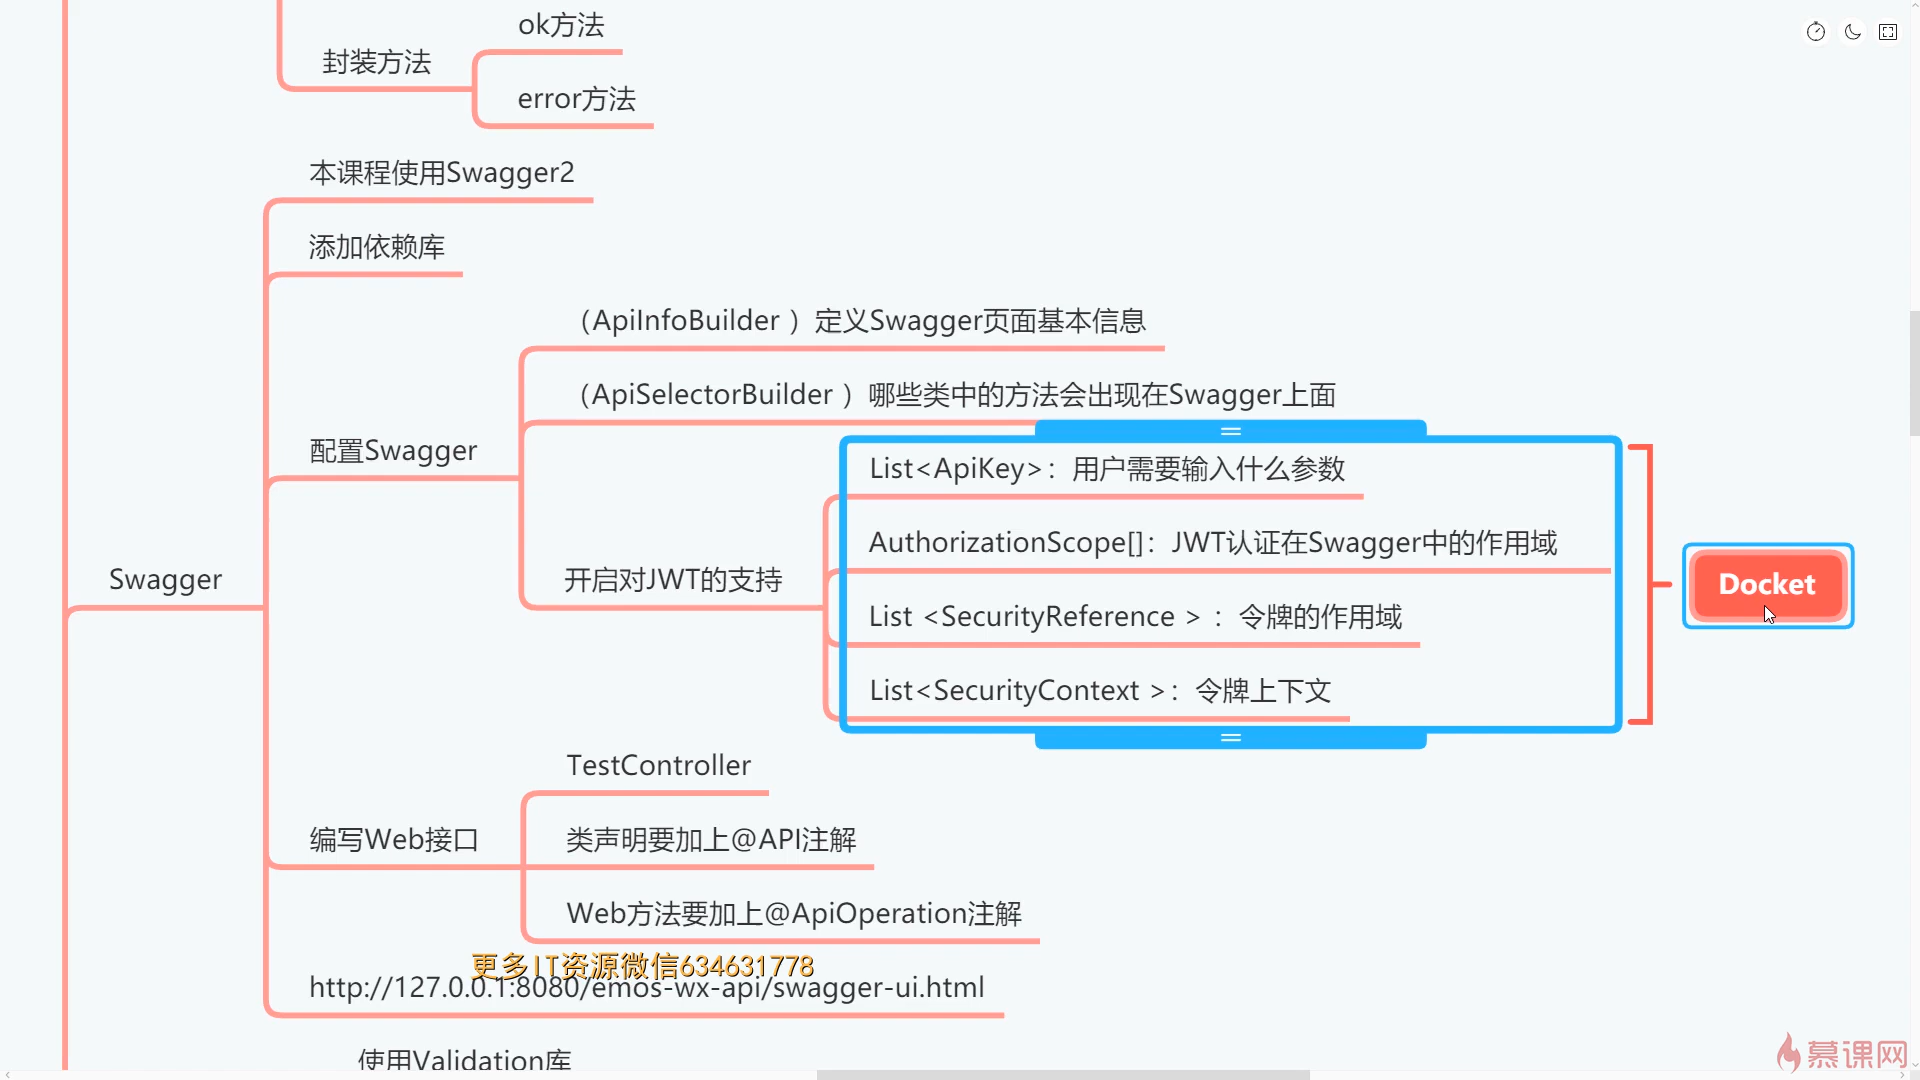 ok方法
封装方法
error方法
本课程使用Swagger2
添加依赖库
（ApiInfoBuilder ）定义Swagger页面基本信息
（ApiSelectorBuilder ）哪些类中的方法会出现在Swagger上面
配置Swagger
List<ApiKey>：用户需要输入什么参数
AuthorizationScope[]：JWT认证在Swagger中的作用域
Swagger
开启对JWT的支持
Docket
List <SecurityReference > ：令牌的作用域
List<SecurityContext >：令牌上下文
TestController
编写Web接口
类声明要加上@API注解
Web方法要加上@ApiOperation注解
更多IT资源微信634631778
http://127.0.0.1:8080/emos-wx-api/swagger-ui.html
使用Validation库
慕课网